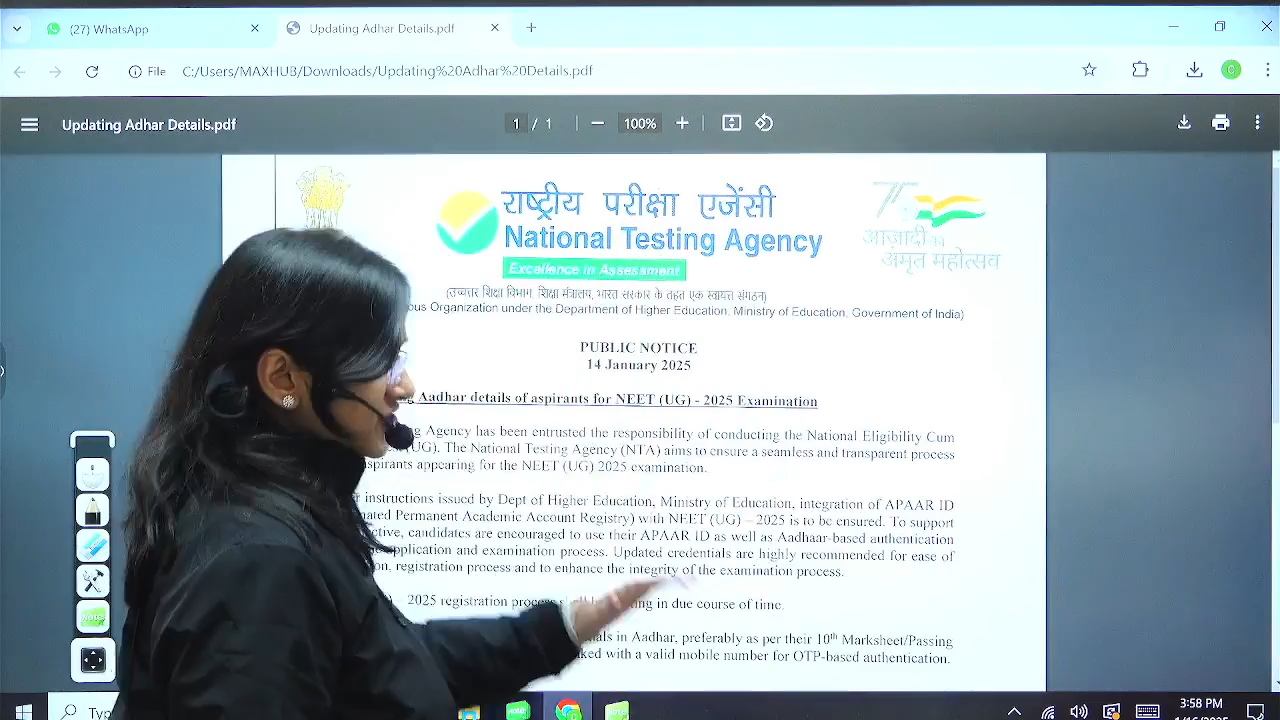 (27) WhatsApp
Updating Adhar Details.pdf
File C:/Users/MAXHUB/Downloads/Updating%20Adhar%20Details.pdf
Updating Adhar Details.pdf
1 / 1
100%
राष्ट्रीय परीक्षा एजेंसी
National Testing Agency
Excellence in Assessment
75
आज़ादी का
अमृत महोत्सव
(उच्चतर शिक्षा विभाग, शिक्षा मंत्रालय, भारत सरकार के तहत एक स्वायत्त संगठन)
Organization under the Department of Higher Education, Ministry of Education, Government of India)
PUBLIC NOTICE
14 January 2025
Aadhar details of aspirants for NEET (UG) - 2025 Examination
Agency has been entrusted the responsibility of conducting the National Eligibility Cum
(UG). The National Testing Agency (NTA) aims to ensure a seamless and transparent process
aspirants appearing for the NEET (UG) 2025 examination.
instructions issued by Dept of Higher Education, Ministry of Education, integration of APAAR ID
Permanent Academic Account Registry) with NEET (UG) – 2025 is to be ensured. To support
candidates are encouraged to use their APAAR ID as well as Aadhaar-based authentication
application and examination process. Updated credentials are highly recommended for ease of
registration process and to enhance the integrity of the examination process.
– 2025 registration process in due course of time.
in Aadhar, preferably as per their 10th Marksheet/Passing
with a valid mobile number for OTP-based authentication.
NOTES
3:58 PM